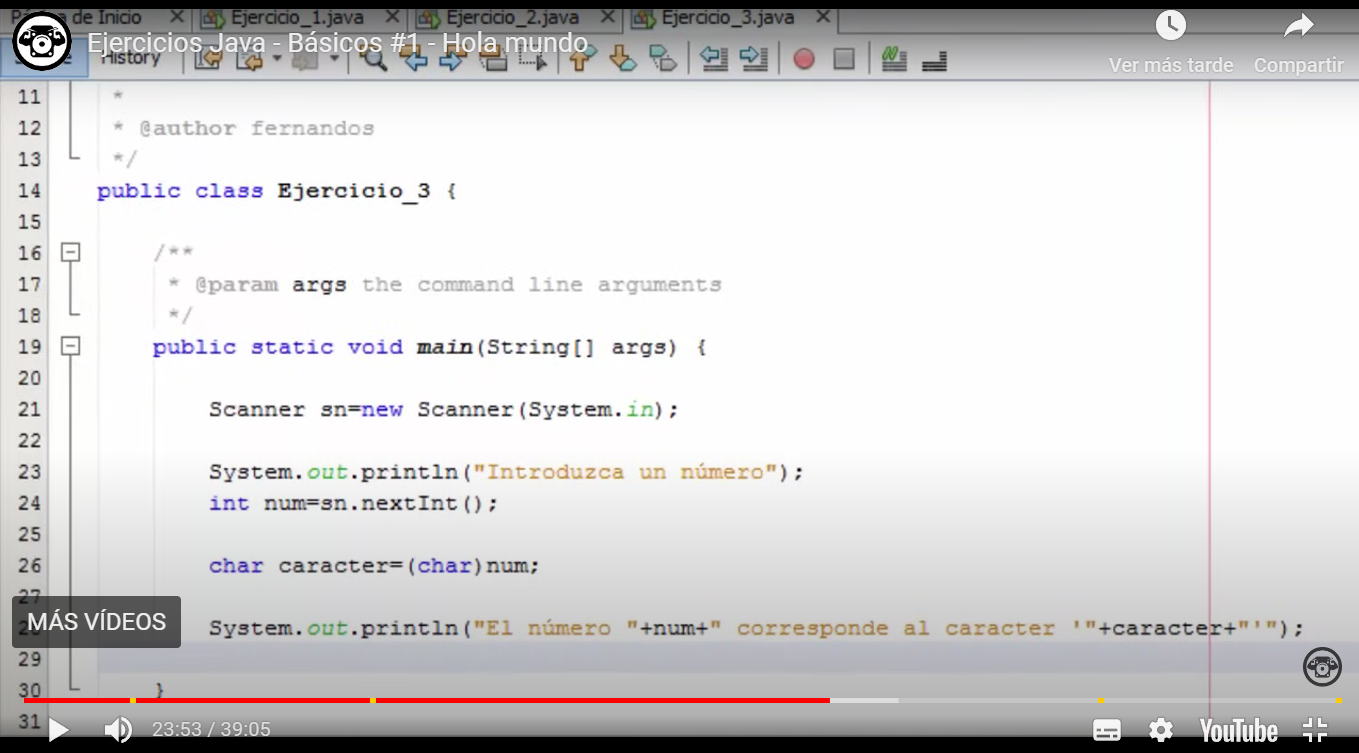 de Inicio Ejercicio_1.java Ejercicio_2.java Ejercicio_3.java
Ejercicios Java - Básicos #1 - Hola mundo
History
Ver más tarde Compartir
11 *
12 * @author fernandos
13 */
14 public class Ejercicio_3 {
15
16 /**
17 * @param args the command line arguments
18 */
19 public static void main(String[] args) {
20
21 Scanner sn=new Scanner(System.in);
22
23 System.out.println("Introduzca un número");
24 int num=sn.nextInt();
25
26 char caracter=(char)num;
27
MÁS VÍDEOS
28 System.out.println("El número "+num+" corresponde al caracter '"+caracter+"'");
29
30 }
31
23:53 / 39:05
YouTube